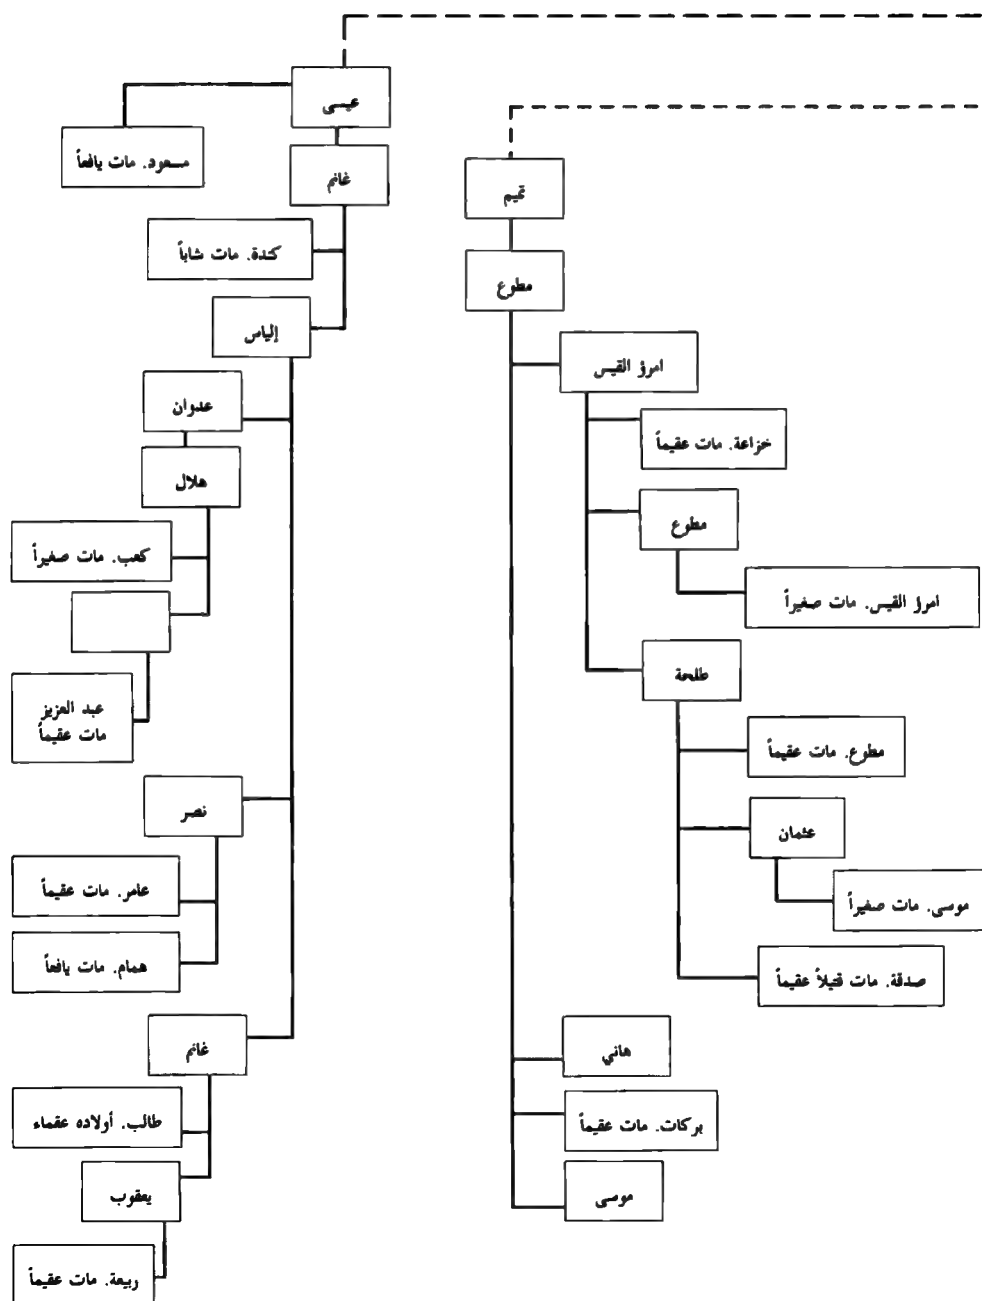 عيسى
مسعود. مات يافعاً
غانم
كندة. مات شاباً
إلياس
عدوان
هلال
كعب. مات صغيراً
عبد العزيز
مات عقيماً
نصر
عامر. مات عقيماً
همام. مات يافعاً
غانم
طالب. أولاده عقماء
يعقوب
ربيعة. مات عقيماً
تميم
مطوع
امرؤ القيس
خزاعة. مات عقيماً
مطوع
امرؤ القيس. مات صغيراً
طلحة
مطوع. مات عقيماً
عثمان
موسى. مات صغيراً
صدقة. مات قتيلاً عقيماً
هاني
بركات. مات عقيماً
موسى